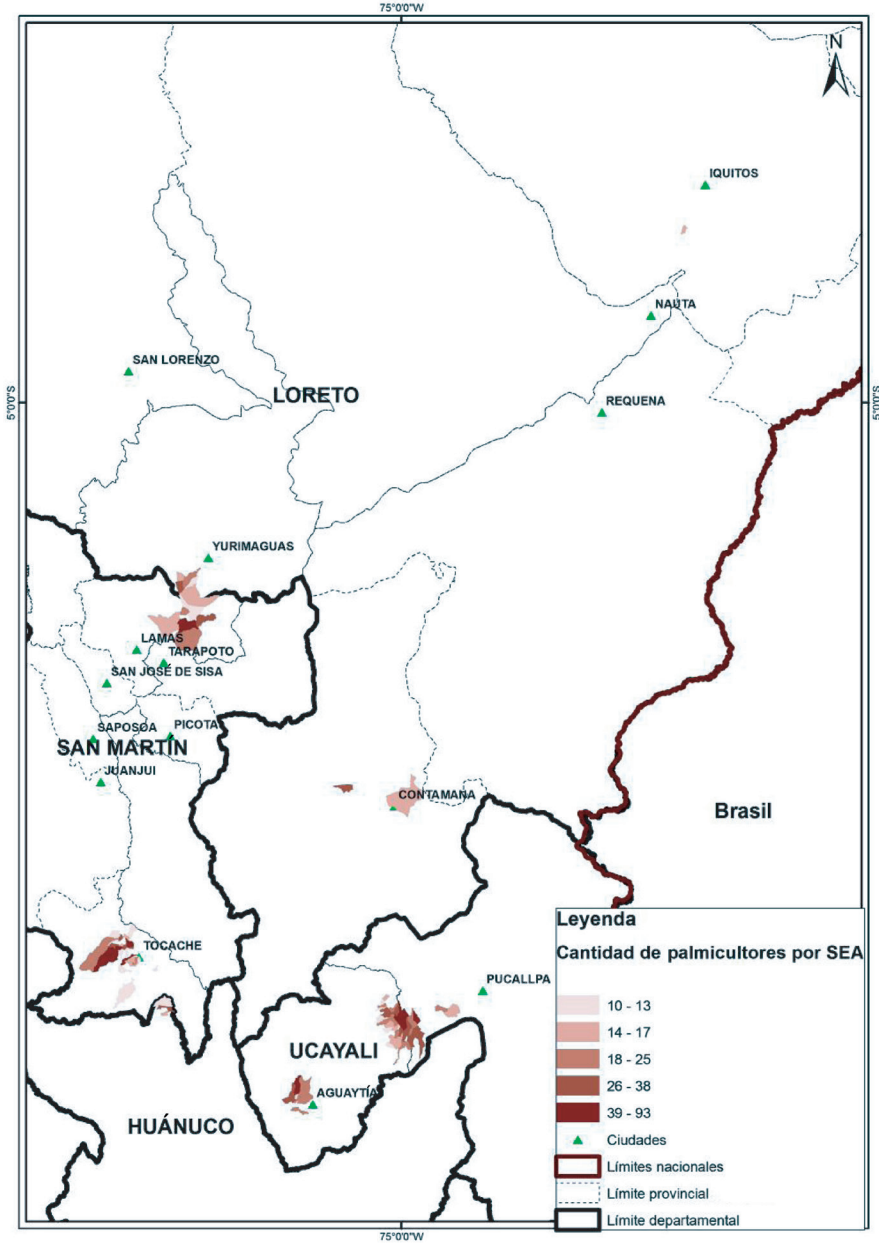 75°0'0"W
N
IQUITOS
NAUTA
SAN LORENZO
LORETO
REQUENA
5°0'0"S
5°0'0"S
YURIMAGUAS
LAMAS
TARAPOTO
SAN JOSÉ DE SISA
SAPOSOA
PICOTA
SAN MARTÍN
JUANJUI
CONTAMANA
Brasil
TOCACHE
PUCALLPA
UCAYALI
AGUAYTÍA
HUÁNUCO
Leyenda
Cantidad de palmicultores por SEA
10 - 13
14 - 17
18 - 25
26 - 38
39 - 93
Ciudades
Límites nacionales
Límite provincial
Límite departamental
75°0'0"W